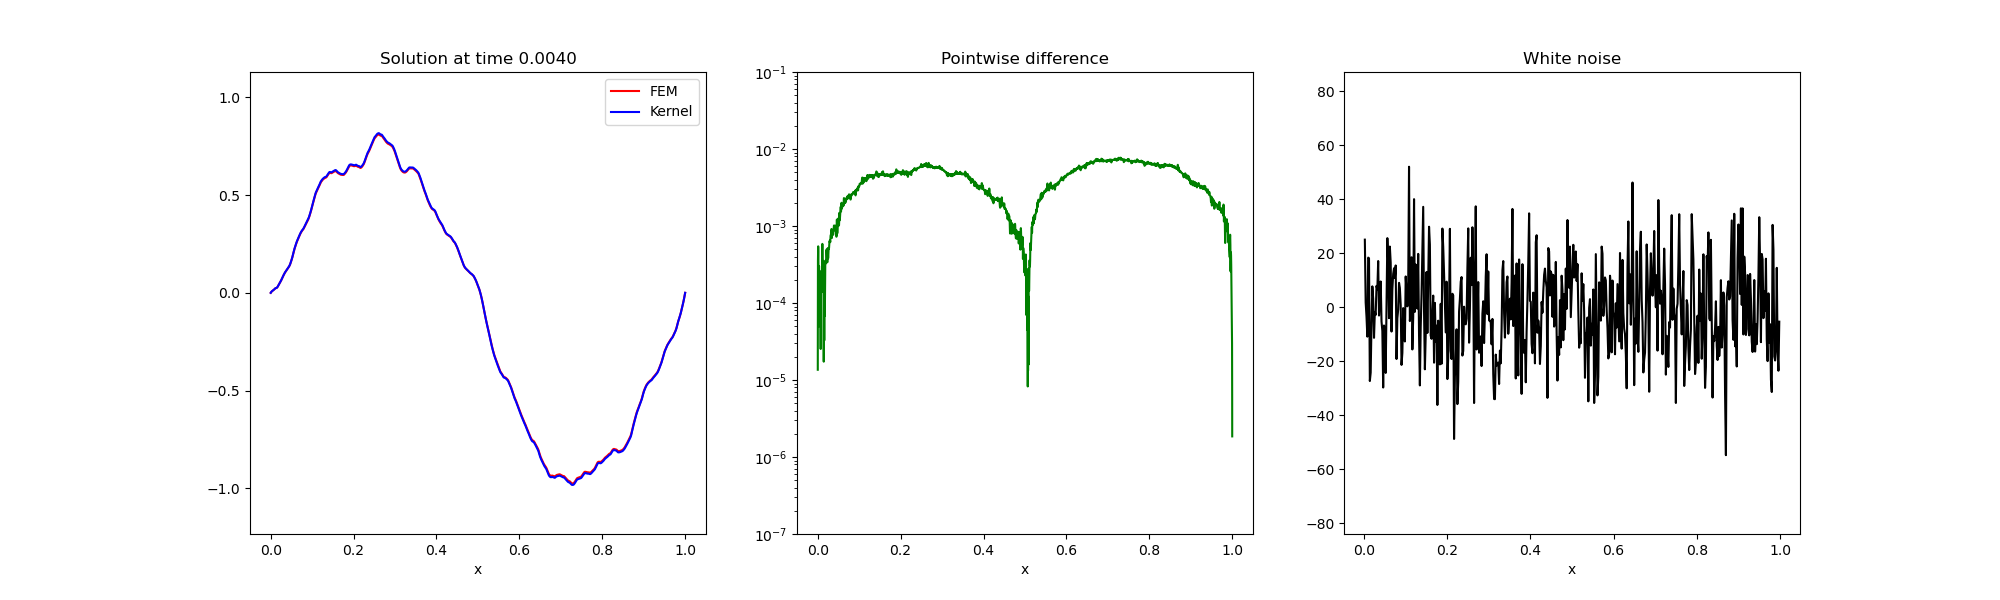 Solution at time 0.0040
FEM
Kernel
1.0
0.5
0.0
−0.5
−1.0
0.0 0.2 0.4 0.6 0.8 1.0
x
Pointwise difference
10⁻¹
10⁻²
10⁻³
10⁻⁴
10⁻⁵
10⁻⁶
10⁻⁷
0.0 0.2 0.4 0.6 0.8 1.0
x
White noise
80
60
40
20
0
−20
−40
−60
−80
0.0 0.2 0.4 0.6 0.8 1.0
x